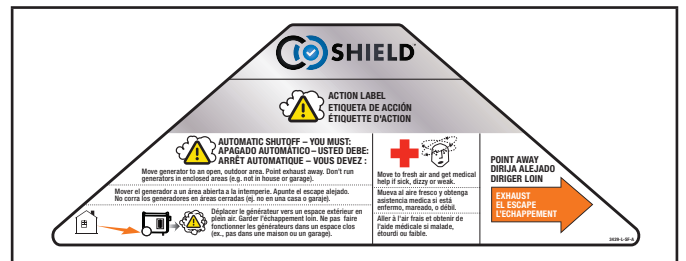 CO SHIELD®
ACTION LABEL
ETIQUETA DE ACCIÓN
ÉTIQUETTE D'ACTION
AUTOMATIC SHUTOFF – YOU MUST:
APAGADO AUTOMÁTICO – USTED DEBE:
ARRÊT AUTOMATIQUE – VOUS DEVEZ :
Move generator to an open, outdoor area. Point exhaust away. Don't run
generators in enclosed areas (e.g. not in house or garage).
Mover el generador a un área abierta a la intemperie. Apunte el escape alejado.
No corra los generadores en áreas cerradas (ej. no en una casa o garaje).
Déplacer le générateur vers un espace extérieur en
plein air. Garder l'échappement loin. Ne pas faire
fonctionner les générateurs dans un espace clos
(ex., pas dans une maison ou un garage).
Move to fresh air and get medical
help if sick, dizzy or weak.
Mueva al aire fresco y obtenga
asistencia medica si está
enfermo, mareado, o débil.
Aller à l'air frais et obtenir de
l'aide médicale si malade,
étourdi ou faible.
POINT AWAY
DIRIJA ALEJADO
DIRIGER LOIN
EXHAUST
EL ESCAPE
L'ÉCHAPPEMENT
3439-L-SF-A